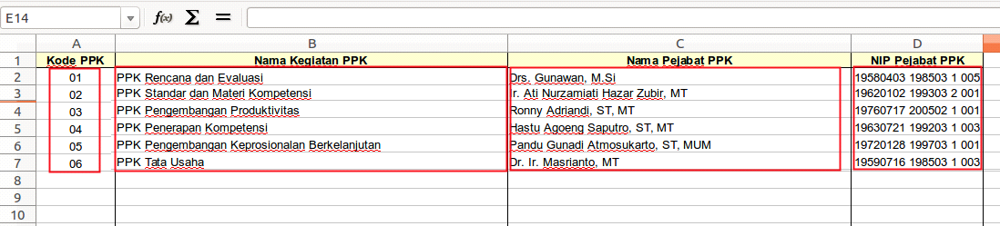 E14 f(x) Σ =
A B C D
1 Kode PPK Nama Kegiatan PPK Nama Pejabat PPK NIP Pejabat PPK
2 01 PPK Rencana dan Evaluasi Drs. Gunawan, M.Si 19580403 198503 1 005
3 02 PPK Standar dan Materi Kompetensi Ir. Ati Nurzamiati Hazar Zubir, MT 19620102 199303 2 001
4 03 PPK Pengembangan Produktivitas Ronny Adriandi, ST, MT 19760717 200502 1 001
5 04 PPK Penerapan Kompetensi Hastu Agoeng Saputro, ST, MT 19630721 199203 1 003
6 05 PPK Pengembangan Keprosionalan Berkelanjutan Pandu Gunadi Atmosukarto, ST, MUM 19720128 199703 1 001
7 06 PPK Tata Usaha Dr. Ir. Masrianto, MT 19590716 198503 1 003
8
9
10